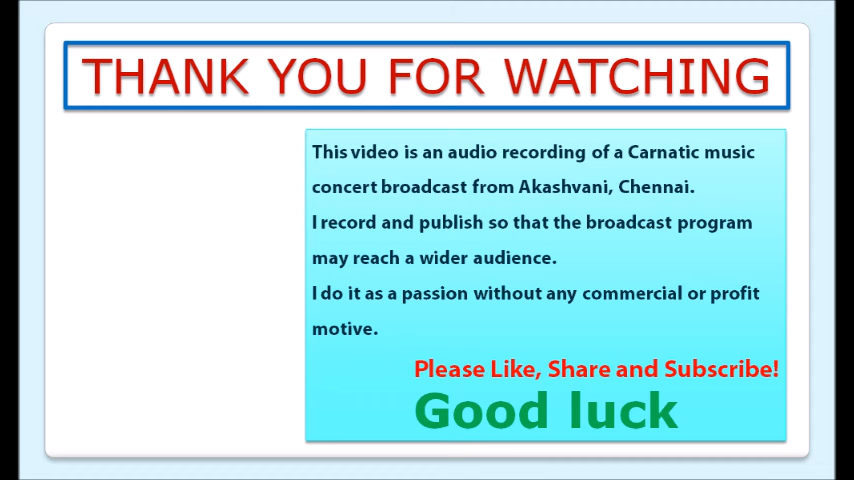 THANK YOU FOR WATCHING
This video is an audio recording of a Carnatic music
concert broadcast from Akashvani, Chennai.
I record and publish so that the broadcast program
may reach a wider audience.
I do it as a passion without any commercial or profit
motive.
Please Like, Share and Subscribe!
Good luck